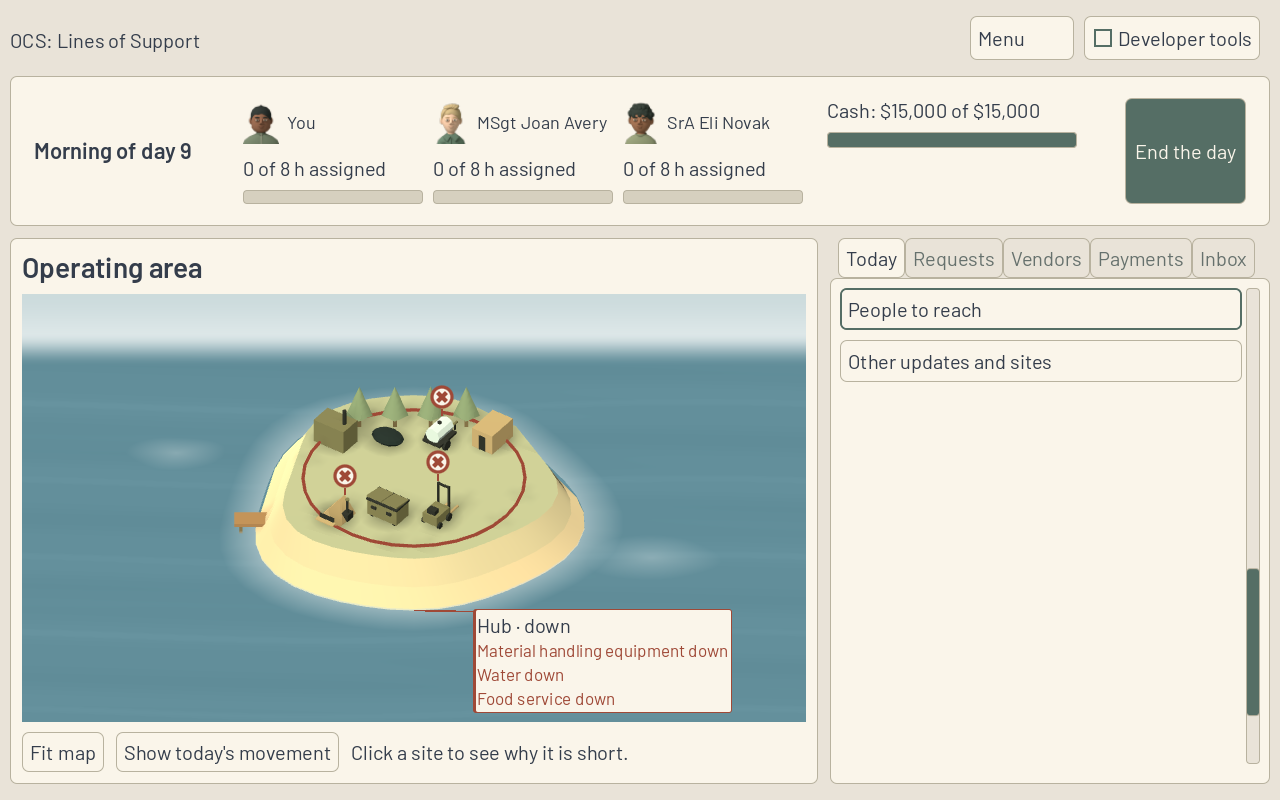 OCS: Lines of Support
Menu
Developer tools
Morning of day 9
You
0 of 8 h assigned
MSgt Joan Avery
0 of 8 h assigned
SrA Eli Novak
0 of 8 h assigned
Cash: $15,000 of $15,000
End the day
Operating area
Hub · down
Material handling equipment down
Water down
Food service down
Fit map
Show today's movement
Click a site to see why it is short.
Today
Requests
Vendors
Payments
Inbox
People to reach
Other updates and sites